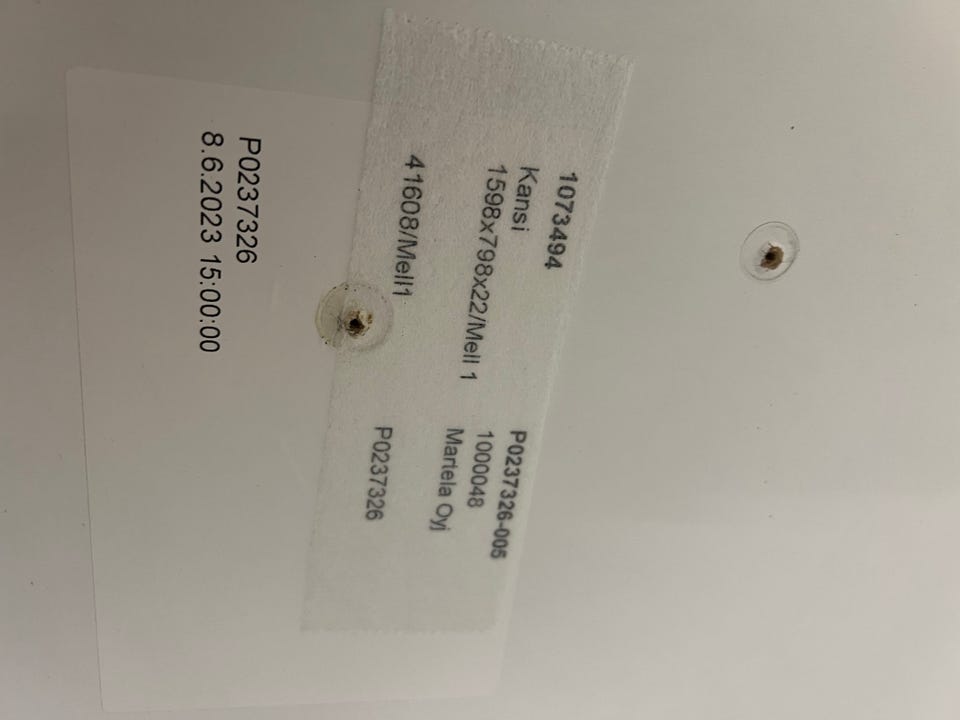 1073494
Kansi
1598x798x22/Mell 1
41608/Mell1
P0237326-005
1000048
Martela Oyj
P0237326
P0237326
8.6.2023 15:00:00